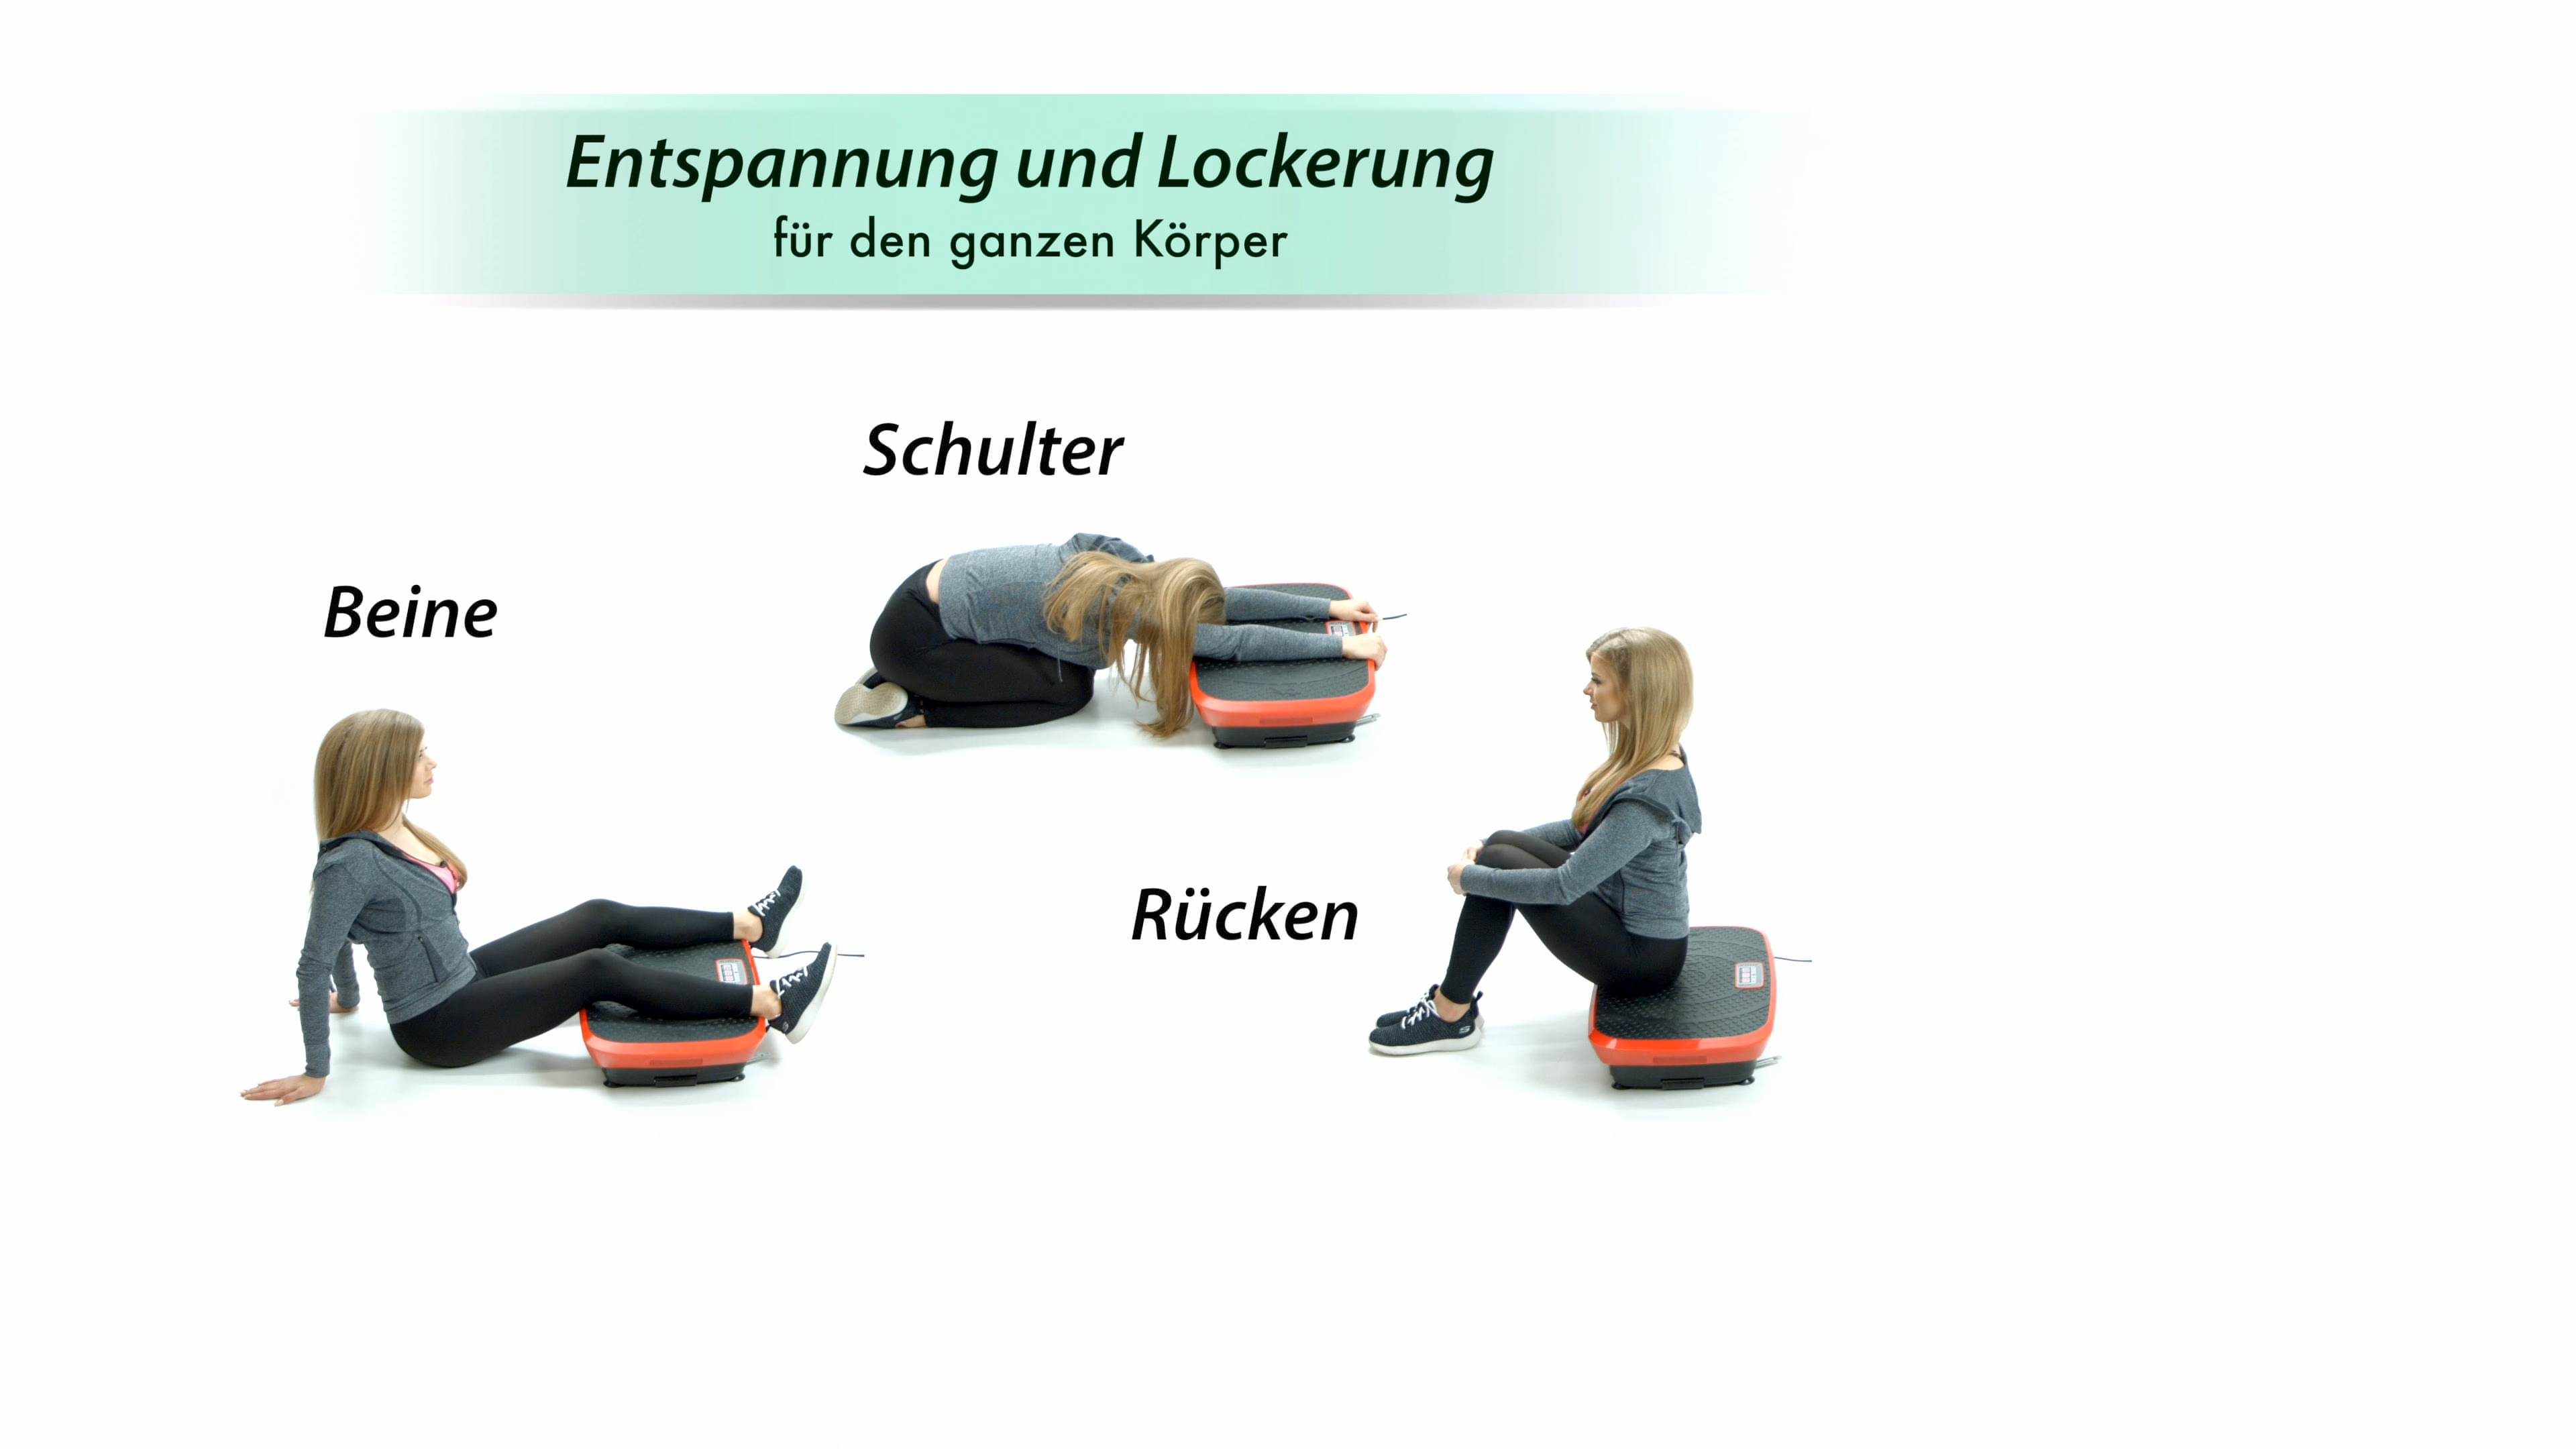 Entspannung und Lockerung
für den ganzen Körper
Schulter
Beine
Rücken